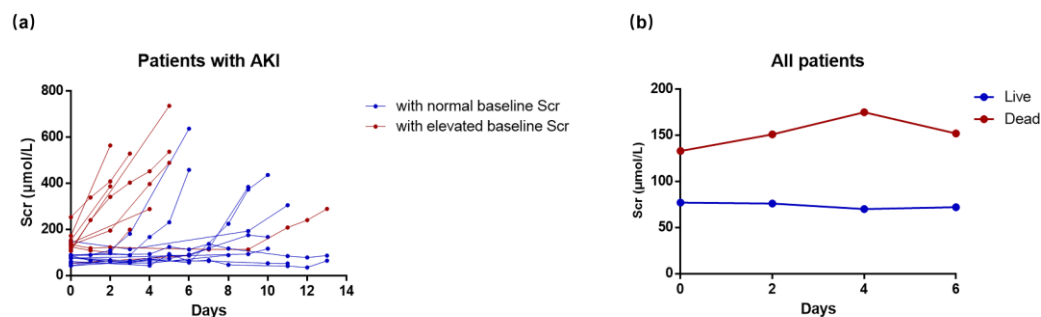 (a)
Patients with AKI
800
600
400
200
0
Scr (μmol/L)
0 2 4 6 8 10 12 14
Days
with normal baseline Scr
with elevated baseline Scr
(b)
All patients
200
150
100
50
0
Scr (μmol/L)
0 2 4 6
Days
Live
Dead